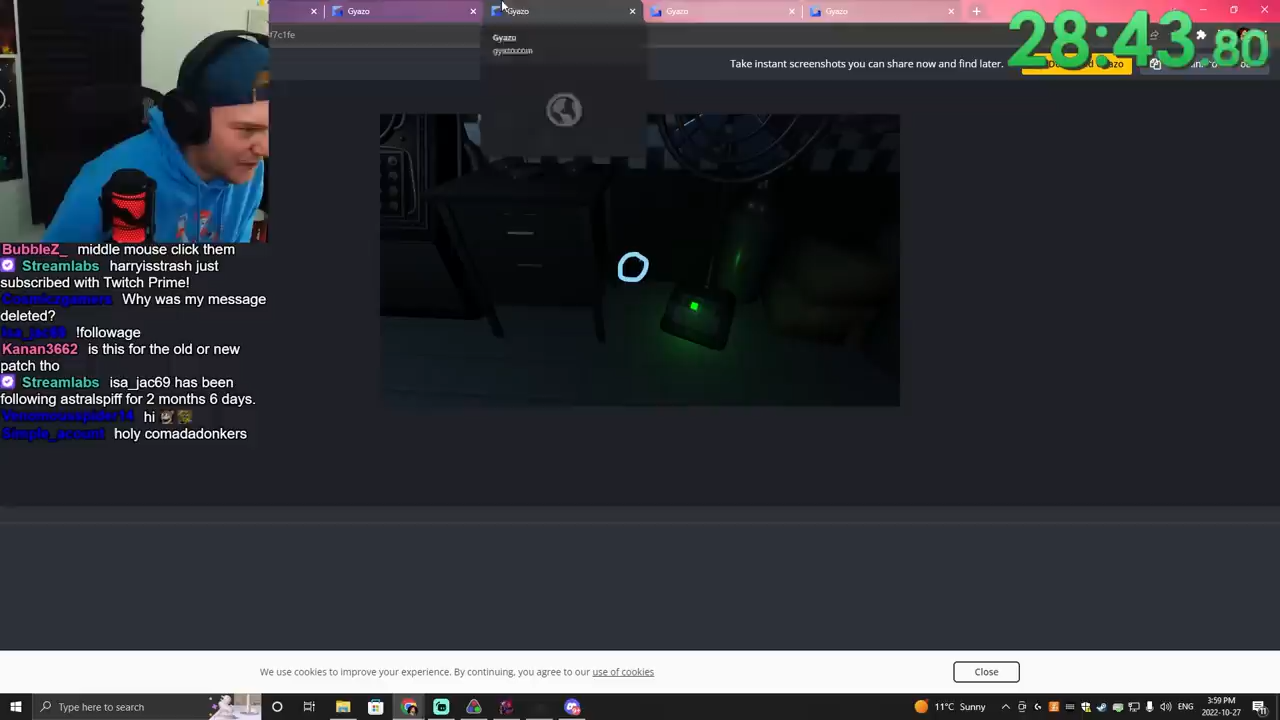 Gyazo
Gyazo
Gyazo
Gyazo
28:43.80
f7c1fe
Gyazo
gyazo.com
Take instant screenshots you can share now and find later.
BubbleZ_ middle mouse click them
Streamlabs harryisstrash just
subscribed with Twitch Prime!
Why was my message
deleted?
isa_jac69 !followage
Kanan3662 is this for the old or new
patch tho
Streamlabs isa_jac69 has been
following astralspiff for 2 months 6 days.
Venomousspider14 hi
Simple_acount holy comadadonkers
We use cookies to improve your experience. By continuing, you agree to our use of cookies
Close
Type here to search
11°C Sunny
ENG
3:59 PM
2022-10-27